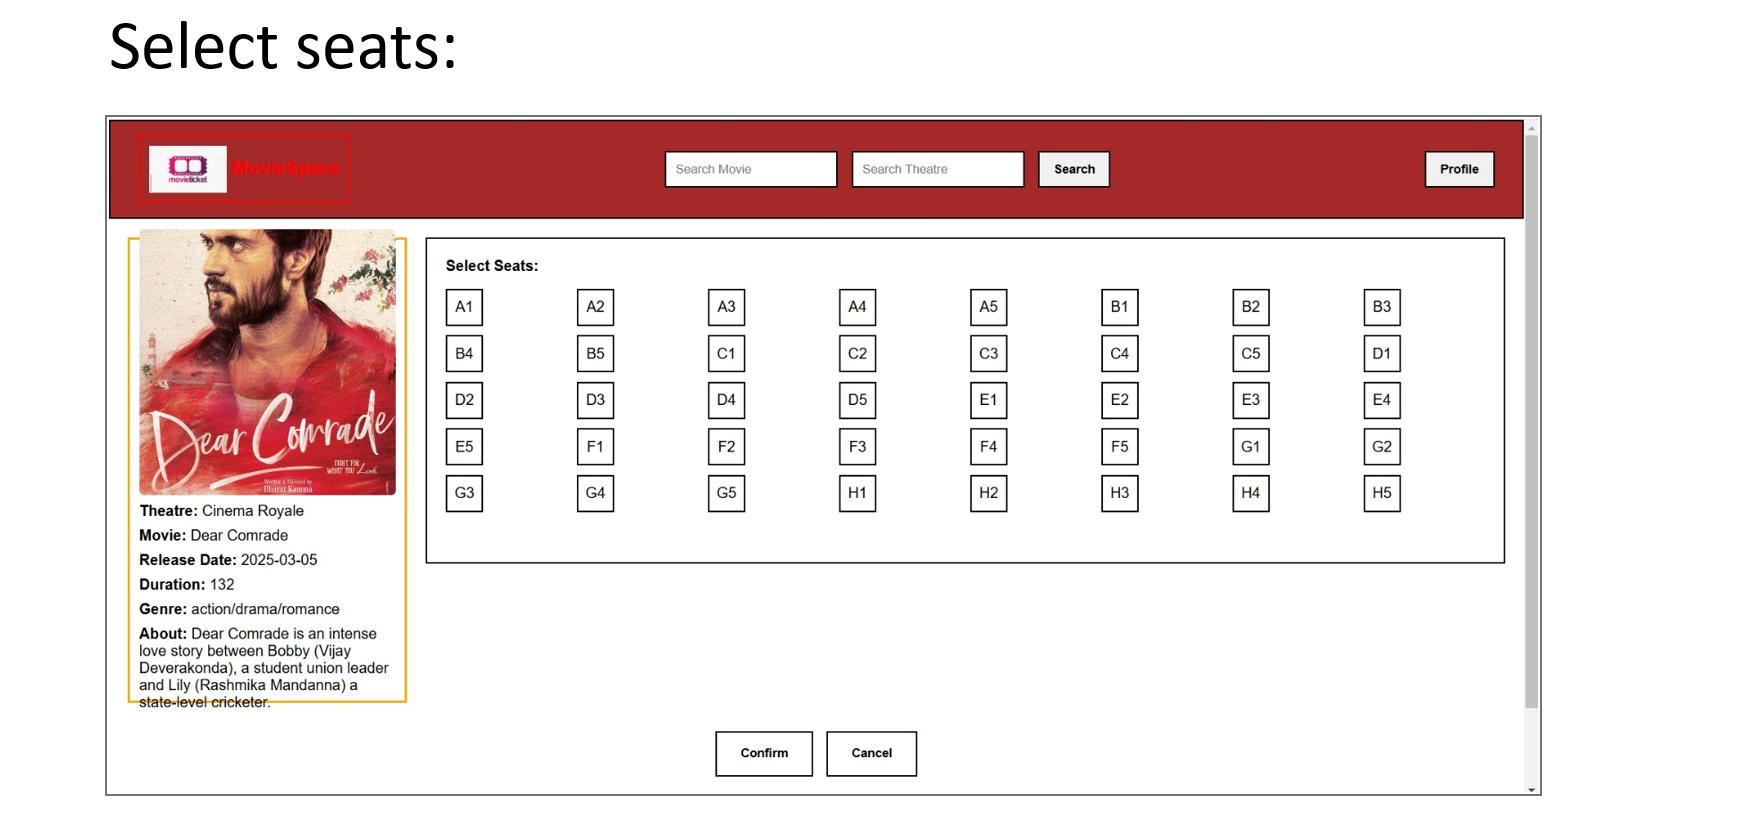 Select seats:
movieticket
MovieSpace
Search Movie
Search Theatre
Search
Profile
Dear Comrade
FIGHT FOR
WHAT YOU Love
Written & Directed by
Bharat Kamma
Theatre: Cinema Royale
Movie: Dear Comrade
Release Date: 2025-03-05
Duration: 132
Genre: action/drama/romance
About: Dear Comrade is an intense
love story between Bobby (Vijay
Deverakonda), a student union leader
and Lily (Rashmika Mandanna) a
state-level cricketer.
Select Seats:
A1 A2 A3 A4 A5 B1 B2 B3
B4 B5 C1 C2 C3 C4 C5 D1
D2 D3 D4 D5 E1 E2 E3 E4
E5 F1 F2 F3 F4 F5 G1 G2
G3 G4 G5 H1 H2 H3 H4 H5
Confirm
Cancel